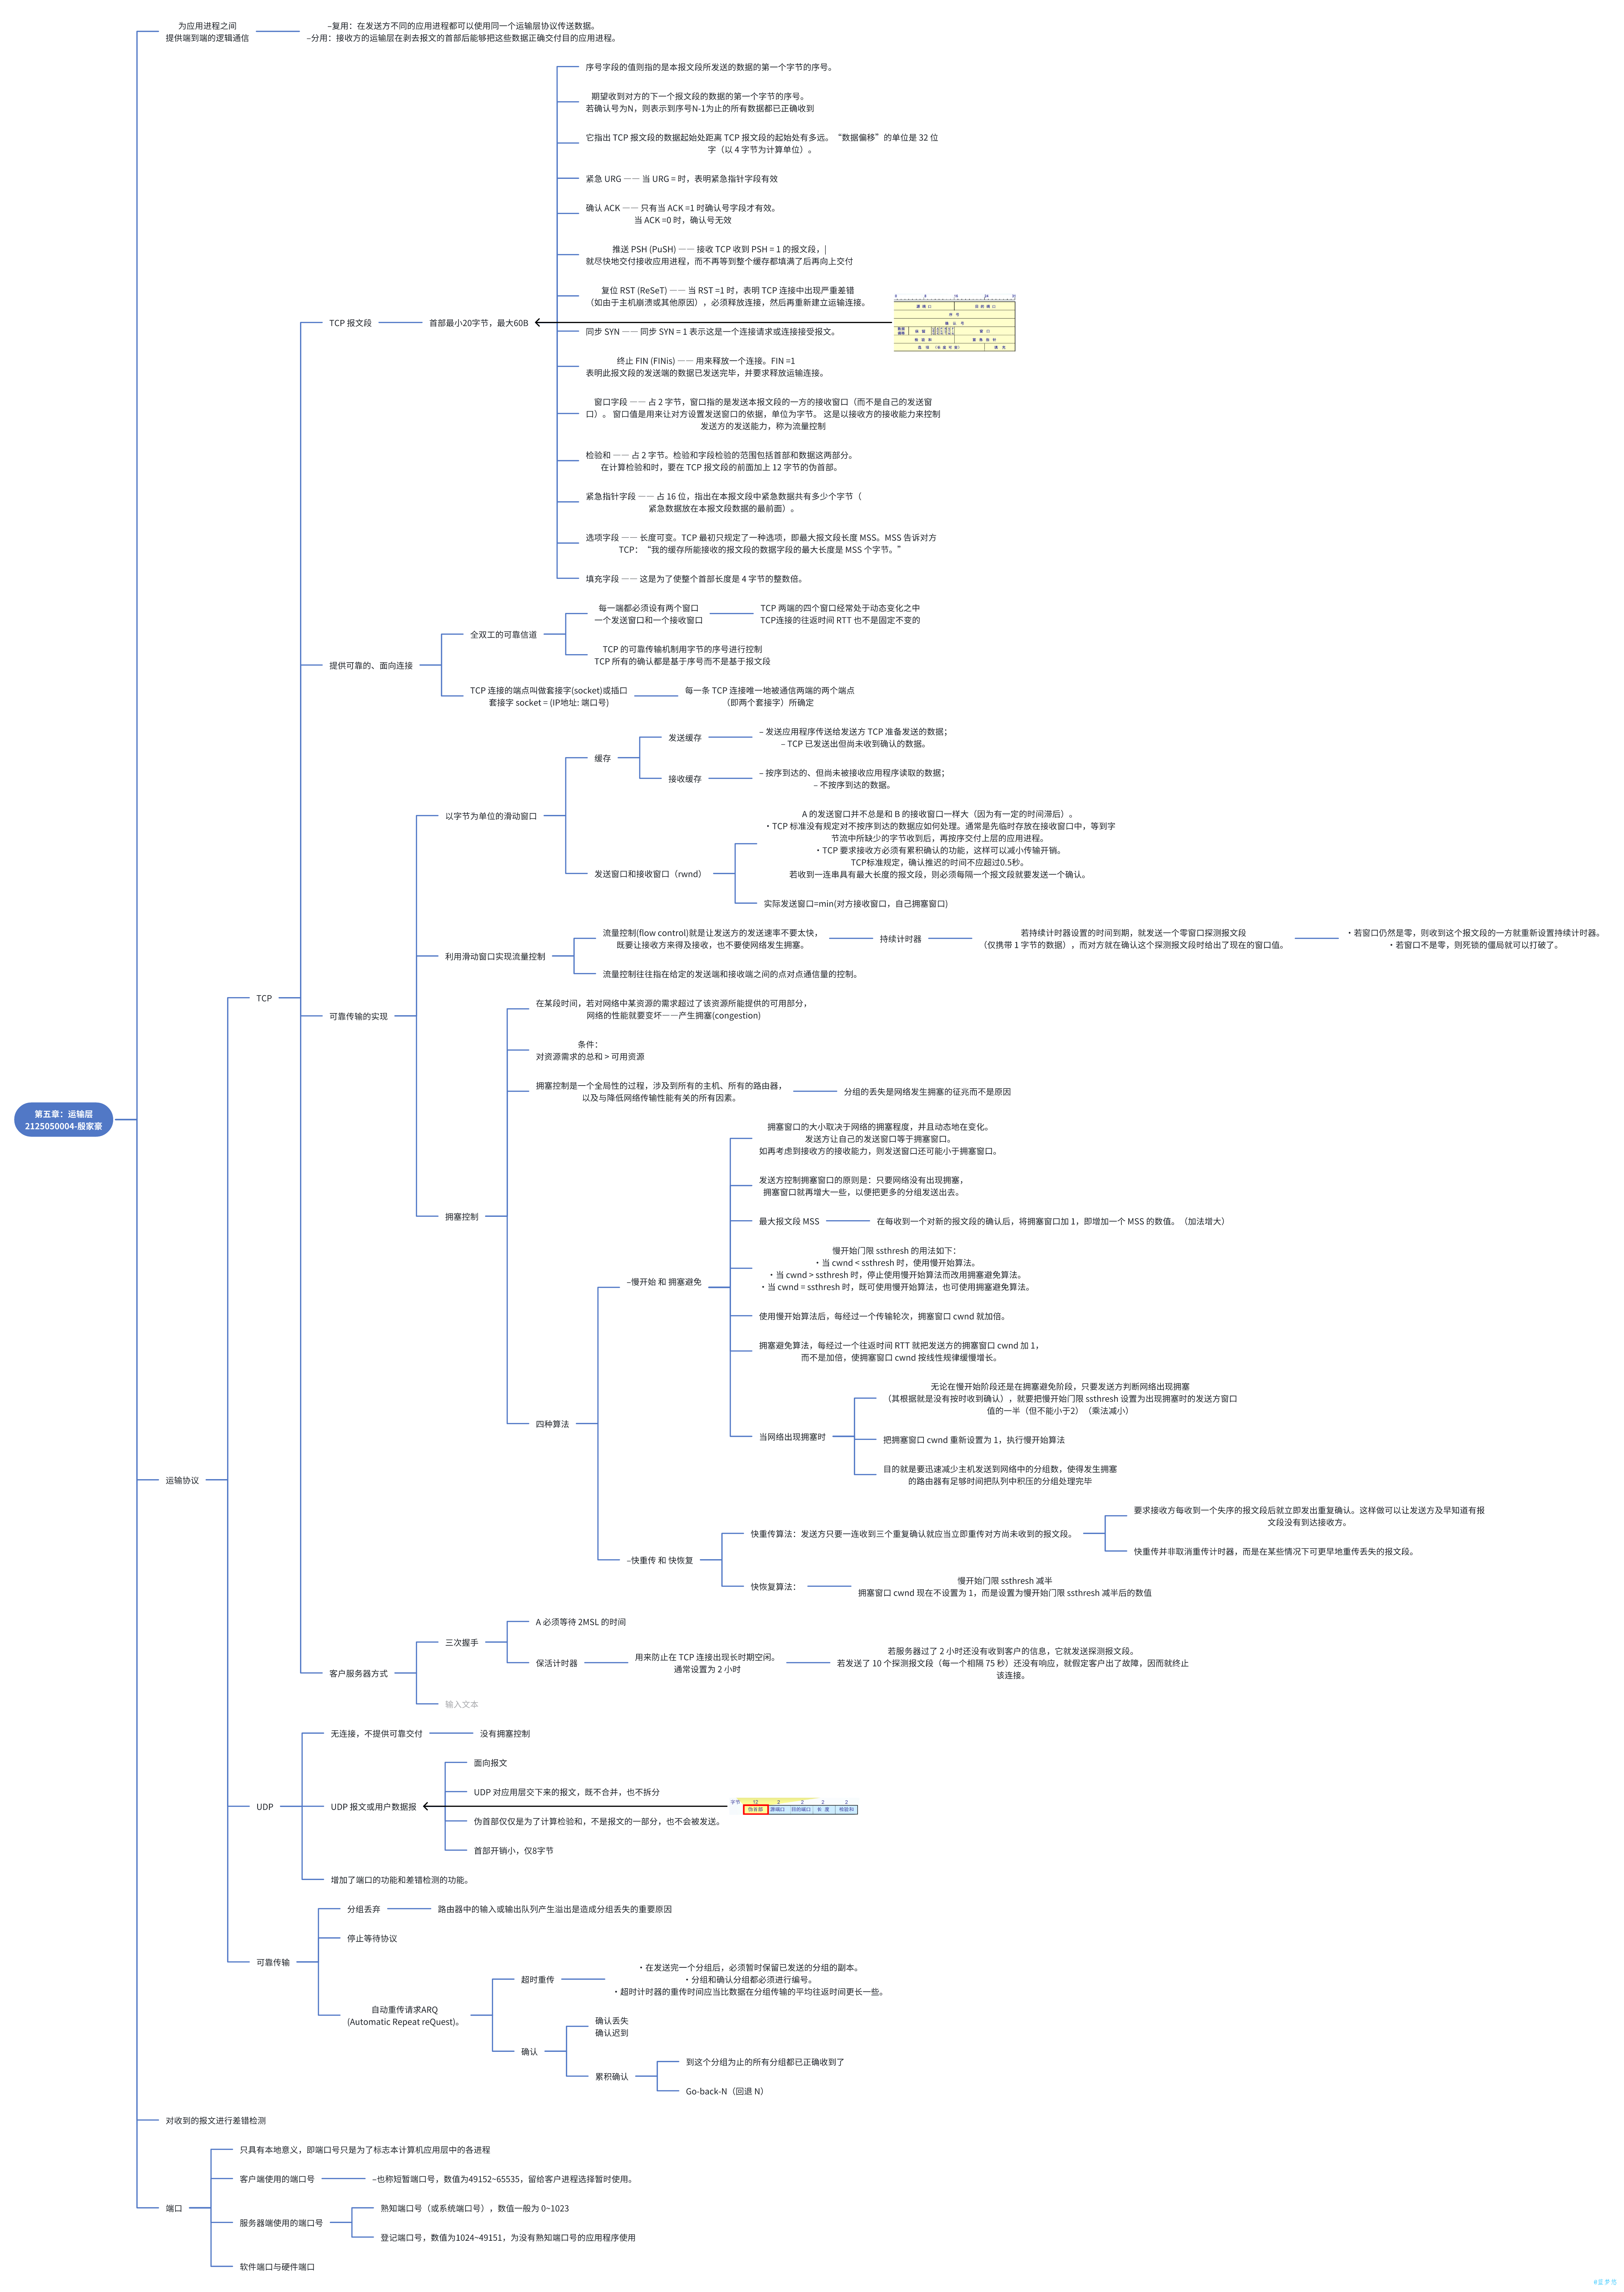 为应用进程之间
提供端到端的逻辑通信
–复用：在发送方不同的应用进程都可以使用同一个运输层协议传送数据。
–分用：接收方的运输层在剥去报文的首部后能够把这些数据正确交付目的应用进程。
序号字段的值则指的是本报文段所发送的数据的第一个字节的序号。
期望收到对方的下一个报文段的数据的第一个字节的序号。
若确认号为N，则表示到序号N-1为止的所有数据都已正确收到
它指出 TCP 报文段的数据起始处距离 TCP 报文段的起始处有多远。“数据偏移”的单位是 32 位
字（以 4 字节为计算单位）。
紧急 URG —— 当 URG = 时，表明紧急指针字段有效
确认 ACK —— 只有当 ACK =1 时确认号字段才有效。
当 ACK =0 时，确认号无效
推送 PSH (PuSH) —— 接收 TCP 收到 PSH = 1 的报文段，|
就尽快地交付接收应用进程，而不再等到整个缓存都填满了后再向上交付
复位 RST (ReSeT) —— 当 RST =1 时，表明 TCP 连接中出现严重差错
（如由于主机崩溃或其他原因），必须释放连接，然后再重新建立运输连接。
TCP 报文段
首部最小20字节，最大60B
0 8 16 24 31
源 端 口 目 的 端 口
序 号
确 认 号
数据
偏移 保 留 窗 口
检 验 和 紧 急 指 针
选 项 （长 度 可 变） 填 充
同步 SYN —— 同步 SYN = 1 表示这是一个连接请求或连接接受报文。
终止 FIN (FINis) —— 用来释放一个连接。FIN =1
表明此报文段的发送端的数据已发送完毕，并要求释放运输连接。
窗口字段 —— 占 2 字节，窗口指的是发送本报文段的一方的接收窗口（而不是自己的发送窗
口）。 窗口值是用来让对方设置发送窗口的依据，单位为字节。 这是以接收方的接收能力来控制
发送方的发送能力，称为流量控制
检验和 —— 占 2 字节。检验和字段检验的范围包括首部和数据这两部分。
在计算检验和时，要在 TCP 报文段的前面加上 12 字节的伪首部。
紧急指针字段 —— 占 16 位，指出在本报文段中紧急数据共有多少个字节（
紧急数据放在本报文段数据的最前面）。
选项字段 —— 长度可变。TCP 最初只规定了一种选项，即最大报文段长度 MSS。MSS 告诉对方
TCP：“我的缓存所能接收的报文段的数据字段的最大长度是 MSS 个字节。”
填充字段 —— 这是为了使整个首部长度是 4 字节的整数倍。
提供可靠的、面向连接
全双工的可靠信道
每一端都必须设有两个窗口
一个发送窗口和一个接收窗口
TCP 两端的四个窗口经常处于动态变化之中
TCP连接的往返时间 RTT 也不是固定不变的
TCP 的可靠传输机制用字节的序号进行控制
TCP 所有的确认都是基于序号而不是基于报文段
TCP 连接的端点叫做套接字(socket)或插口
套接字 socket = (IP地址: 端口号)
每一条 TCP 连接唯一地被通信两端的两个端点
（即两个套接字）所确定
以字节为单位的滑动窗口
缓存
发送缓存
– 发送应用程序传送给发送方 TCP 准备发送的数据；
– TCP 已发送出但尚未收到确认的数据。
接收缓存
– 按序到达的、但尚未被接收应用程序读取的数据；
– 不按序到达的数据。
发送窗口和接收窗口（rwnd）
A 的发送窗口并不总是和 B 的接收窗口一样大（因为有一定的时间滞后）。
•TCP 标准没有规定对不按序到达的数据应如何处理。通常是先临时存放在接收窗口中，等到字
节流中所缺少的字节收到后，再按序交付上层的应用进程。
•TCP 要求接收方必须有累积确认的功能，这样可以减小传输开销。
TCP标准规定，确认推迟的时间不应超过0.5秒。
若收到一连串具有最大长度的报文段，则必须每隔一个报文段就要发送一个确认。
实际发送窗口=min(对方接收窗口，自己拥塞窗口)
利用滑动窗口实现流量控制
流量控制(flow control)就是让发送方的发送速率不要太快，
既要让接收方来得及接收，也不要使网络发生拥塞。
持续计时器
若持续计时器设置的时间到期，就发送一个零窗口探测报文段
（仅携带 1 字节的数据），而对方就在确认这个探测报文段时给出了现在的窗口值。
•若窗口仍然是零，则收到这个报文段的一方就重新设置持续计时器。
•若窗口不是零，则死锁的僵局就可以打破了。
流量控制往往指在给定的发送端和接收端之间的点对点通信量的控制。
TCP
可靠传输的实现
在某段时间，若对网络中某资源的需求超过了该资源所能提供的可用部分，
网络的性能就要变坏——产生拥塞(congestion)
条件：
对资源需求的总和 > 可用资源
拥塞控制是一个全局性的过程，涉及到所有的主机、所有的路由器，
以及与降低网络传输性能有关的所有因素。
分组的丢失是网络发生拥塞的征兆而不是原因
第五章：运输层
2125050004-殷家豪
拥塞控制
拥塞窗口的大小取决于网络的拥塞程度，并且动态地在变化。
发送方让自己的发送窗口等于拥塞窗口。
如再考虑到接收方的接收能力，则发送窗口还可能小于拥塞窗口。
发送方控制拥塞窗口的原则是：只要网络没有出现拥塞，
拥塞窗口就再增大一些，以便把更多的分组发送出去。
最大报文段 MSS
在每收到一个对新的报文段的确认后，将拥塞窗口加 1，即增加一个 MSS 的数值。（加法增大）
–慢开始 和 拥塞避免
慢开始门限 ssthresh 的用法如下：
•当 cwnd < ssthresh 时，使用慢开始算法。
•当 cwnd > ssthresh 时，停止使用慢开始算法而改用拥塞避免算法。
•当 cwnd = ssthresh 时，既可使用慢开始算法，也可使用拥塞避免算法。
使用慢开始算法后，每经过一个传输轮次，拥塞窗口 cwnd 就加倍。
拥塞避免算法，每经过一个往返时间 RTT 就把发送方的拥塞窗口 cwnd 加 1，
而不是加倍，使拥塞窗口 cwnd 按线性规律缓慢增长。
四种算法
当网络出现拥塞时
无论在慢开始阶段还是在拥塞避免阶段，只要发送方判断网络出现拥塞
（其根据就是没有按时收到确认），就要把慢开始门限 ssthresh 设置为出现拥塞时的发送方窗口
值的一半（但不能小于2）（乘法减小）
把拥塞窗口 cwnd 重新设置为 1，执行慢开始算法
目的就是要迅速减少主机发送到网络中的分组数，使得发生拥塞
的路由器有足够时间把队列中积压的分组处理完毕
运输协议
–快重传 和 快恢复
快重传算法：发送方只要一连收到三个重复确认就应当立即重传对方尚未收到的报文段。
要求接收方每收到一个失序的报文段后就立即发出重复确认。这样做可以让发送方及早知道有报
文段没有到达接收方。
快重传并非取消重传计时器，而是在某些情况下可更早地重传丢失的报文段。
快恢复算法：
慢开始门限 ssthresh 减半
拥塞窗口 cwnd 现在不设置为 1，而是设置为慢开始门限 ssthresh 减半后的数值
客户服务器方式
三次握手
A 必须等待 2MSL 的时间
保活计时器
用来防止在 TCP 连接出现长时期空闲。
通常设置为 2 小时
若服务器过了 2 小时还没有收到客户的信息，它就发送探测报文段。
若发送了 10 个探测报文段（每一个相隔 75 秒）还没有响应，就假定客户出了故障，因而就终止
该连接。
输入文本
无连接，不提供可靠交付
没有拥塞控制
UDP
UDP 报文或用户数据报
面向报文
UDP 对应用层交下来的报文，既不合并，也不拆分
字节 12 2 2 2 2
伪首部 源端口 目的端口 长 度 检验和
伪首部仅仅是为了计算检验和，不是报文的一部分，也不会被发送。
首部开销小，仅8字节
增加了端口的功能和差错检测的功能。
可靠传输
分组丢弃
路由器中的输入或输出队列产生溢出是造成分组丢失的重要原因
停止等待协议
自动重传请求ARQ
(Automatic Repeat reQuest)。
超时重传
•在发送完一个分组后，必须暂时保留已发送的分组的副本。
•分组和确认分组都必须进行编号。
•超时计时器的重传时间应当比数据在分组传输的平均往返时间更长一些。
确认
确认丢失
确认迟到
累积确认
到这个分组为止的所有分组都已正确收到了
Go-back-N（回退 N）
对收到的报文进行差错检测
端口
只具有本地意义，即端口号只是为了标志本计算机应用层中的各进程
客户端使用的端口号
–也称短暂端口号，数值为49152~65535，留给客户进程选择暂时使用。
服务器端使用的端口号
熟知端口号（或系统端口号），数值一般为 0~1023
登记端口号，数值为1024~49151，为没有熟知端口号的应用程序使用
软件端口与硬件端口